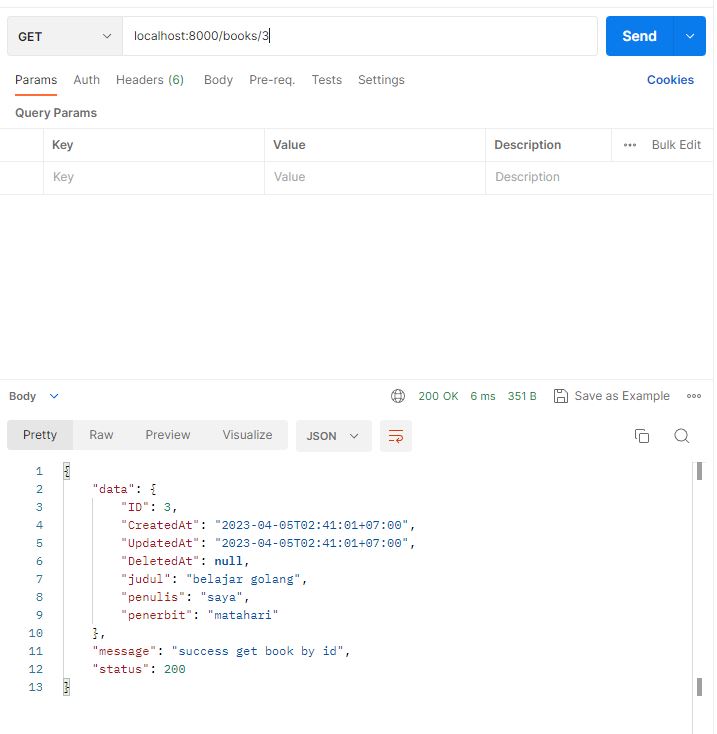 GET localhost:8000/books/3 Send
Params Auth Headers (6) Body Pre-req. Tests Settings Cookies
Query Params
Key Value Description ••• Bulk Edit
Key Value Description
Body 200 OK 6 ms 351 B Save as Example •••
Pretty Raw Preview Visualize JSON
1 {
2 "data": {
3 "ID": 3,
4 "CreatedAt": "2023-04-05T02:41:01+07:00",
5 "UpdatedAt": "2023-04-05T02:41:01+07:00",
6 "DeletedAt": null,
7 "judul": "belajar golang",
8 "penulis": "saya",
9 "penerbit": "matahari"
10 },
11 "message": "success get book by id",
12 "status": 200
13 }